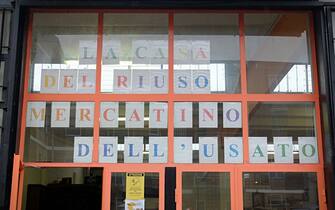 LA CASA
DEL RIUSO
MERCATINO
DELL'USATO